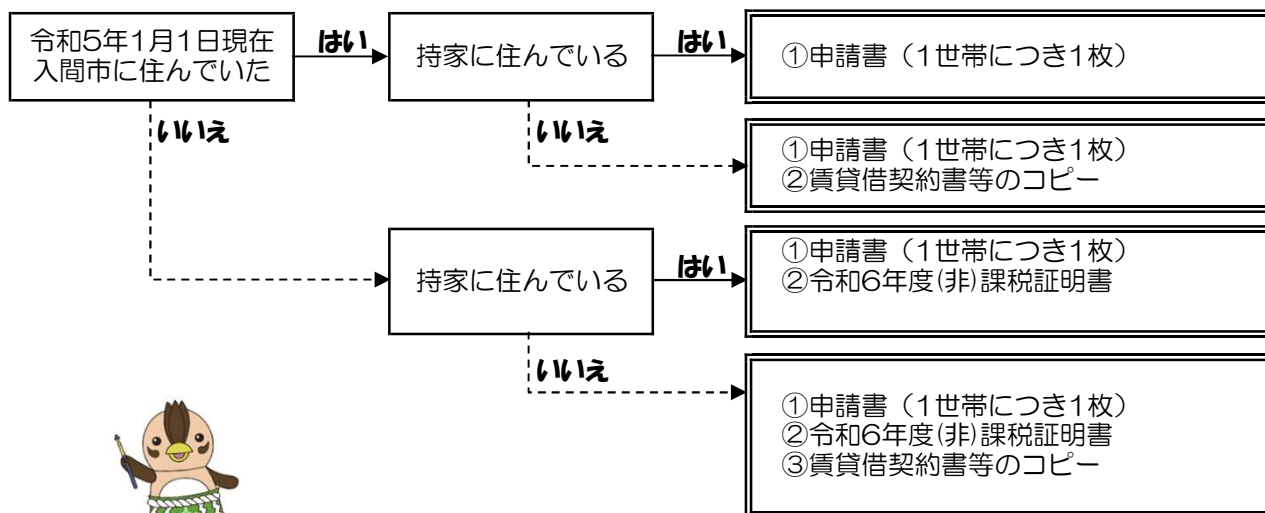 令和5年1月1日現在
入間市に住んでいた
はい
持家に住んでいる
はい
①申請書（1世帯につき1枚）
いいえ
いいえ
①申請書（1世帯につき1枚）
②賃貸借契約書等のコピー
持家に住んでいる
はい
①申請書（1世帯につき1枚）
②令和6年度(非)課税証明書
いいえ
①申請書（1世帯につき1枚）
②令和6年度(非)課税証明書
③賃貸借契約書等のコピー